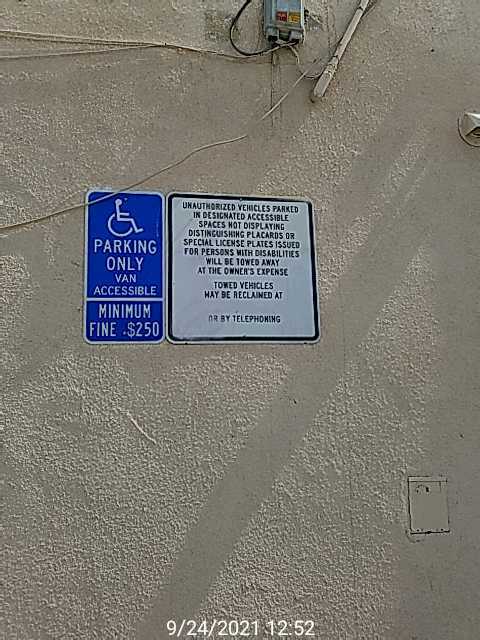 PARKING
ONLY
VAN
ACCESSIBLE
MINIMUM
FINE $250
UNAUTHORIZED VEHICLES PARKED
IN DESIGNATED ACCESSIBLE
SPACES NOT DISPLAYING
DISTINGUISHING PLACARDS OR
SPECIAL LICENSE PLATES ISSUED
FOR PERSONS WITH DISABILITIES
WILL BE TOWED AWAY
AT THE OWNER'S EXPENSE
TOWED VEHICLES
MAY BE RECLAIMED AT
OR BY TELEPHONING
9/24/2021 12:52